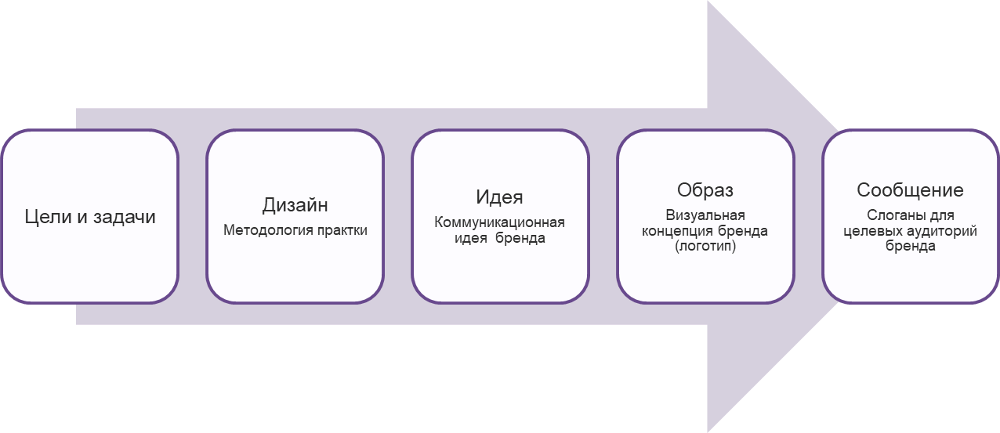 Цели и задачи
Дизайн
Методология практки
Идея
Коммуникационная
идея  бренда
Образ
Визуальная
концепция бренда
(логотип)
Сообщение
Слоганы для
целевых аудиторий
бренда